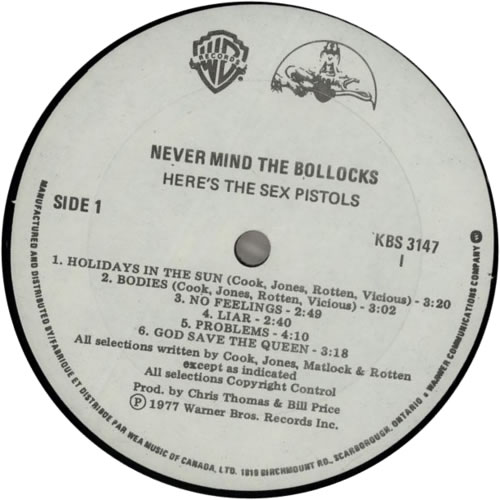 WB
RECORDS
NEVER MIND THE BOLLOCKS
HERE'S THE SEX PISTOLS
SIDE 1
KBS 3147
1
1. HOLIDAYS IN THE SUN (Cook, Jones, Rotten, Vicious) - 3:20
2. BODIES (Cook, Jones, Rotten, Vicious) - 3:02
3. NO FEELINGS - 2:49
4. LIAR - 2:40
5. PROBLEMS - 4:10
6. GOD SAVE THE QUEEN - 3:18
All selections written by Cook, Jones, Matlock & Rotten
except as indicated
All selections Copyright Control
Prod. by Chris Thomas & Bill Price
Ⓟ 1977 Warner Bros. Records Inc.
MANUFACTURED AND DISTRIBUTED BY/FABRIQUE ET DISTRIBUE PAR WEA MUSIC OF CANADA, LTD. 1810 BIRCHMOUNT RD., SCARBOROUGH, ONTARIO • WARNER COMMUNICATIONS COMPANY